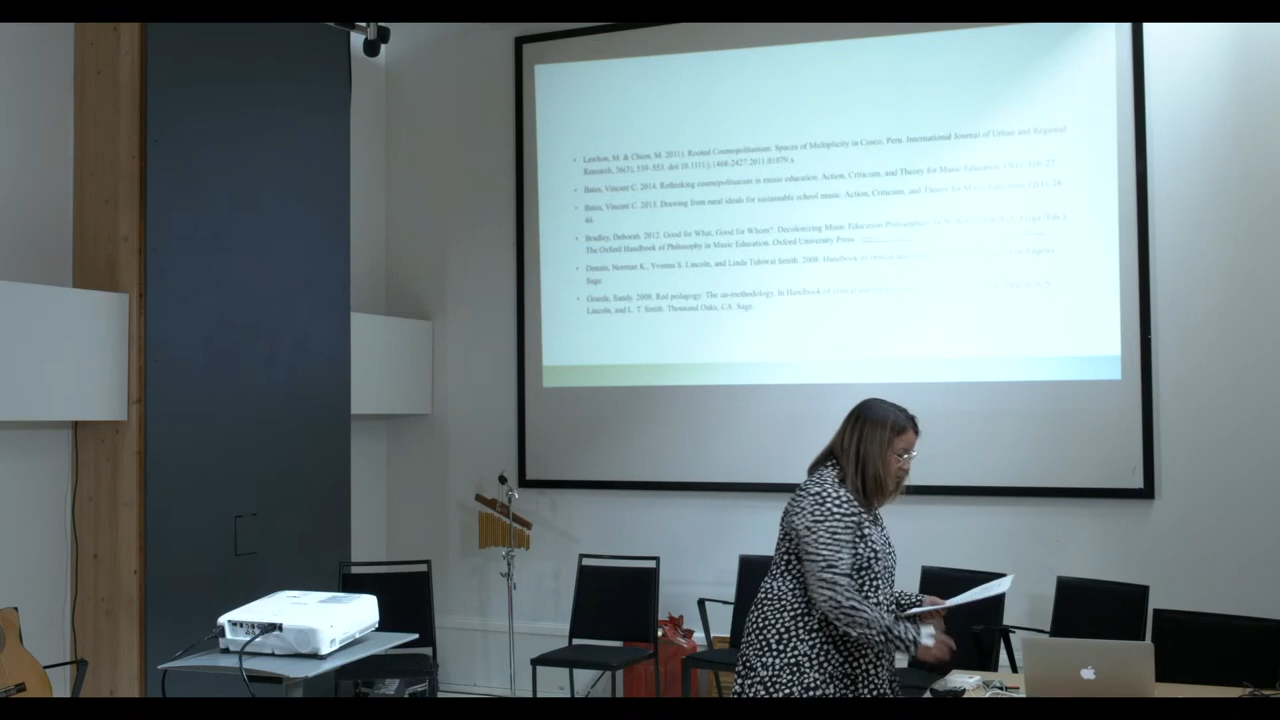 • Lawhon, M. & Chion, M. 2011). Rooted Cosmopolitanism: Spaces of Multiplicity in Cusco, Peru. International Journal of Urban and Regional
Research, 36(3), 539–553. doi:10.1111/j.1468-2427.2011.01079.x
• Bates, Vincent C. 2014. Rethinking cosmopolitanism in music education. Action, Criticism, and Theory for Music Education
• Bates, Vincent C. 2013. Drawing from rural ideals for sustainable school music. Action, Criticism, and Theory for Music Education 12(1), 24-
• Bradley, Deborah. 2012. Good for What, Good for Whom?: Decolonizing Music Education Philosophies.
The Oxford Handbook of Philosophy in Music Education. Oxford University Press.
• Denzin, Norman K., Yvonna S. Lincoln, and Linda Tuhiwai Smith. 2008. Handbook of critical and
Sage.
• Grande, Sandy. 2008. Red pedagogy: The un-methodology. In Handbook of critical and
Lincoln, and L. T. Smith. Thousand Oaks, CA: Sage.